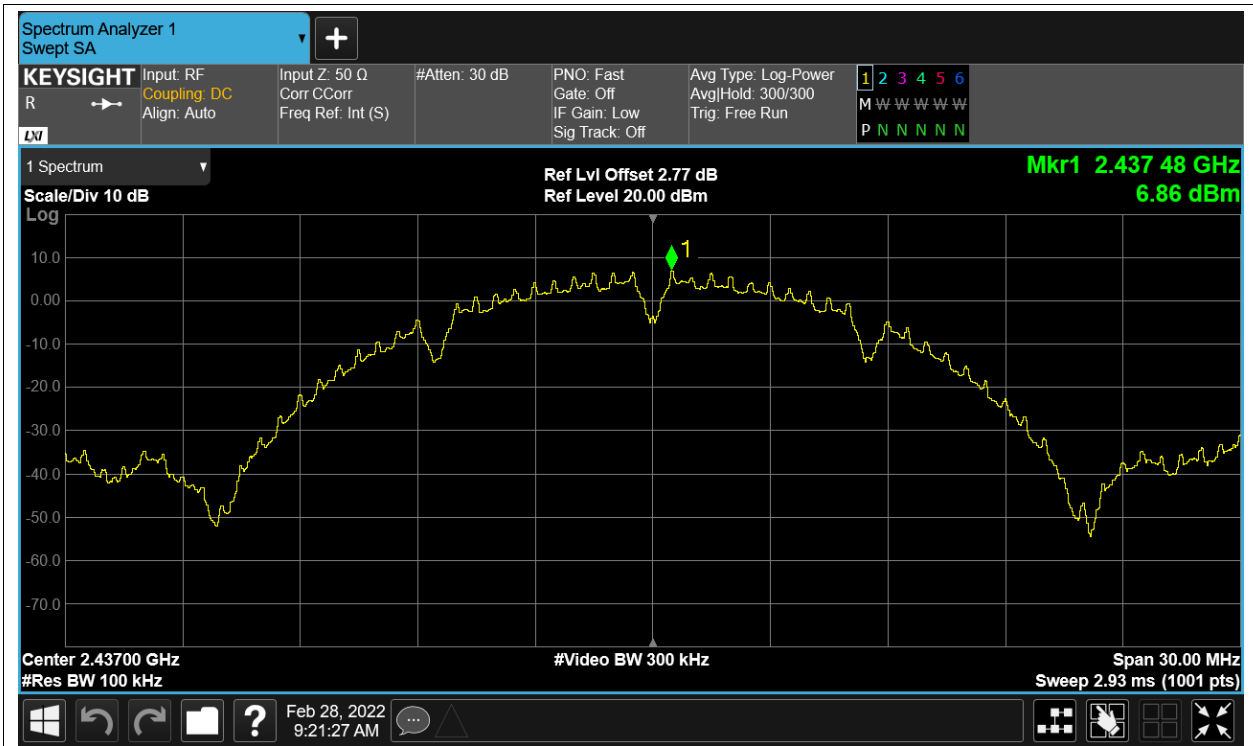 Spectrum Analyzer 1
Swept SA
+
KEYSIGHT
R
LXI
Input: RF
Coupling: DC
Align: Auto
Input Z: 50 Ω
Corr CCorr
Freq Ref: Int (S)
#Atten: 30 dB
PNO: Fast
Gate: Off
IF Gain: Low
Sig Track: Off
Avg Type: Log-Power
Avg|Hold: 300/300
Trig: Free Run
1 2 3 4 5 6
M W W W W W
P N N N N N
1 Spectrum
Scale/Div 10 dB
Log
Ref Lvl Offset 2.77 dB
Ref Level 20.00 dBm
Mkr1 2.437 48 GHz
6.86 dBm
1
10.0
0.00
-10.0
-20.0
-30.0
-40.0
-50.0
-60.0
-70.0
Center 2.43700 GHz
#Res BW 100 kHz
#Video BW 300 kHz
Span 30.00 MHz
Sweep 2.93 ms (1001 pts)
?
Feb 28, 2022
9:21:27 AM